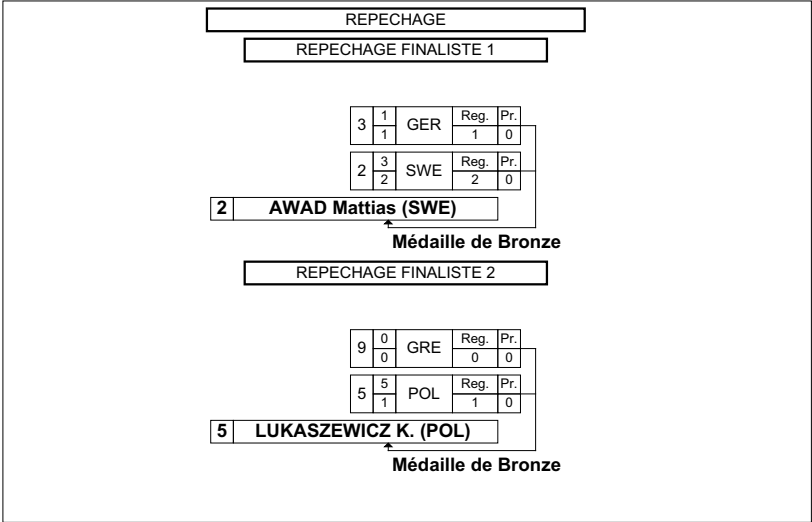 REPECHAGE
REPECHAGE FINALISTE 1
3 1 GER Reg. Pr.
1 1 0
2 3 SWE Reg. Pr.
2 2 0
2 AWAD Mattias (SWE)
Médaille de Bronze
REPECHAGE FINALISTE 2
9 0 GRE Reg. Pr.
0 0 0
5 5 POL Reg. Pr.
1 1 0
5 LUKASZEWICZ K. (POL)
Médaille de Bronze